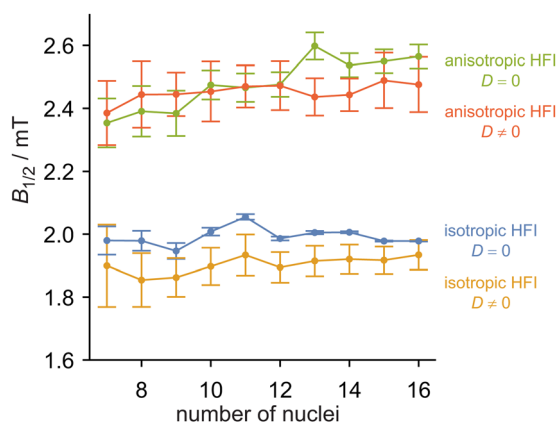 2.6
2.4
2.2
2.0
1.8
1.6
B1/2 / mT
8
10
12
14
16
number of nuclei
anisotropic HFI
D = 0
anisotropic HFI
D ≠ 0
isotropic HFI
D = 0
isotropic HFI
D ≠ 0